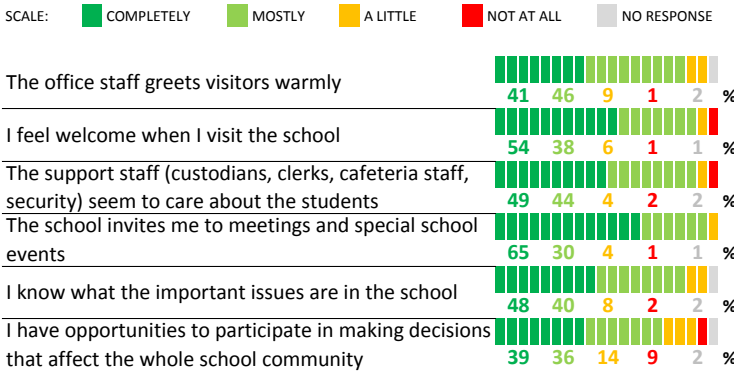 SCALE: COMPLETELY MOSTLY A LITTLE NOT AT ALL NO RESPONSE
The office staff greets visitors warmly
41 46 9 1 2 %
I feel welcome when I visit the school
54 38 6 1 1 %
The support staff (custodians, clerks, cafeteria staff,
security) seem to care about the students
49 44 4 2 2 %
The school invites me to meetings and special school
events
65 30 4 1 1 %
I know what the important issues are in the school
48 40 8 2 2 %
I have opportunities to participate in making decisions
that affect the whole school community
39 36 14 9 2 %